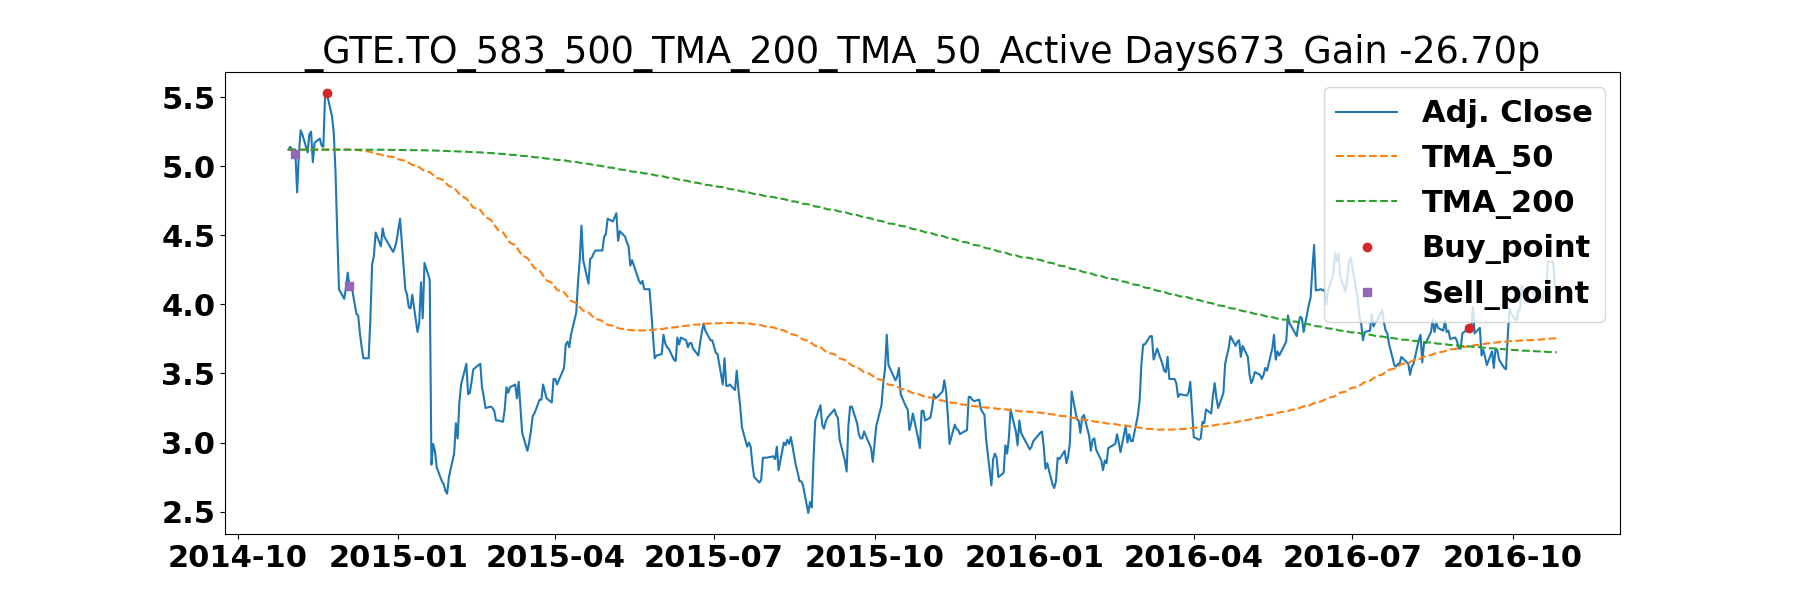 _GTE.TO_583_500_TMA_200_TMA_50_Active Days673_Gain -26.70p
5.5
5.0
4.5
4.0
3.5
3.0
2.5
Adj. Close
TMA_50
TMA_200
Buy_point
Sell_point
2014-10 2015-01 2015-04 2015-07 2015-10 2016-01 2016-04 2016-07 2016-10